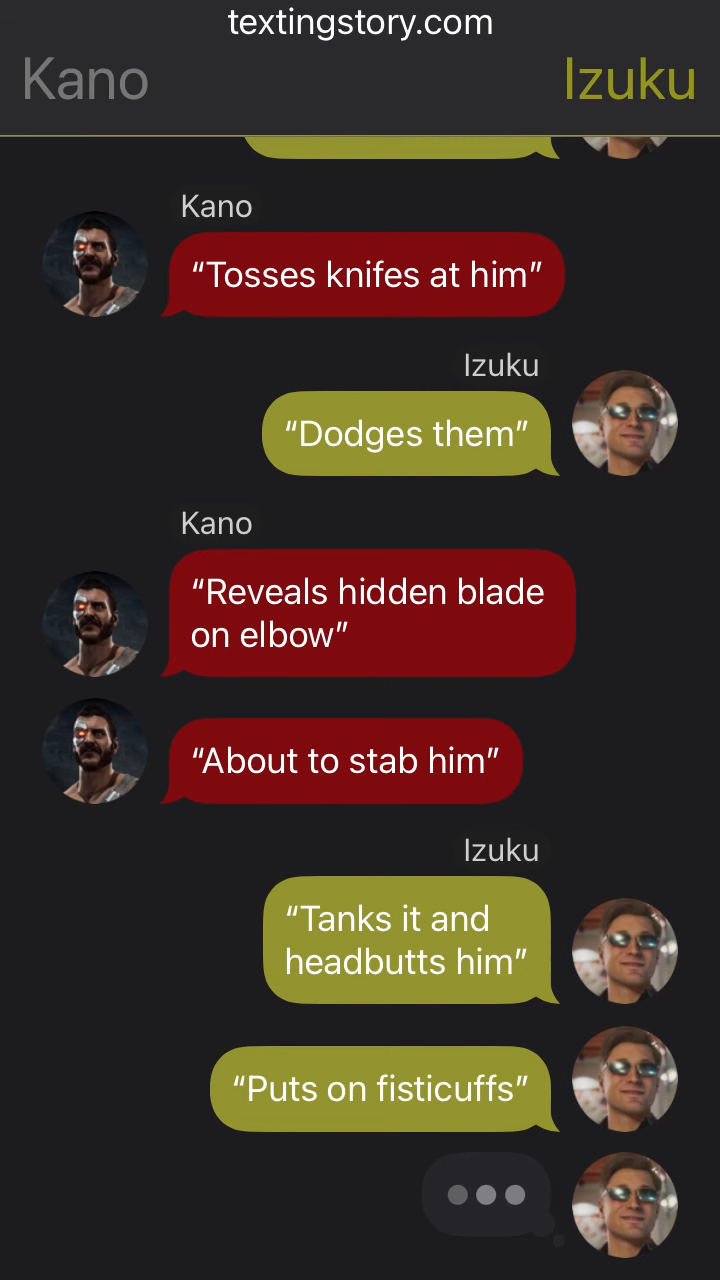 textingstory.com
Kano
Izuku
Kano
“Tosses knifes at him”
Izuku
“Dodges them”
Kano
“Reveals hidden blade
on elbow”
“About to stab him”
Izuku
“Tanks it and
headbutts him”
“Puts on fisticuffs”